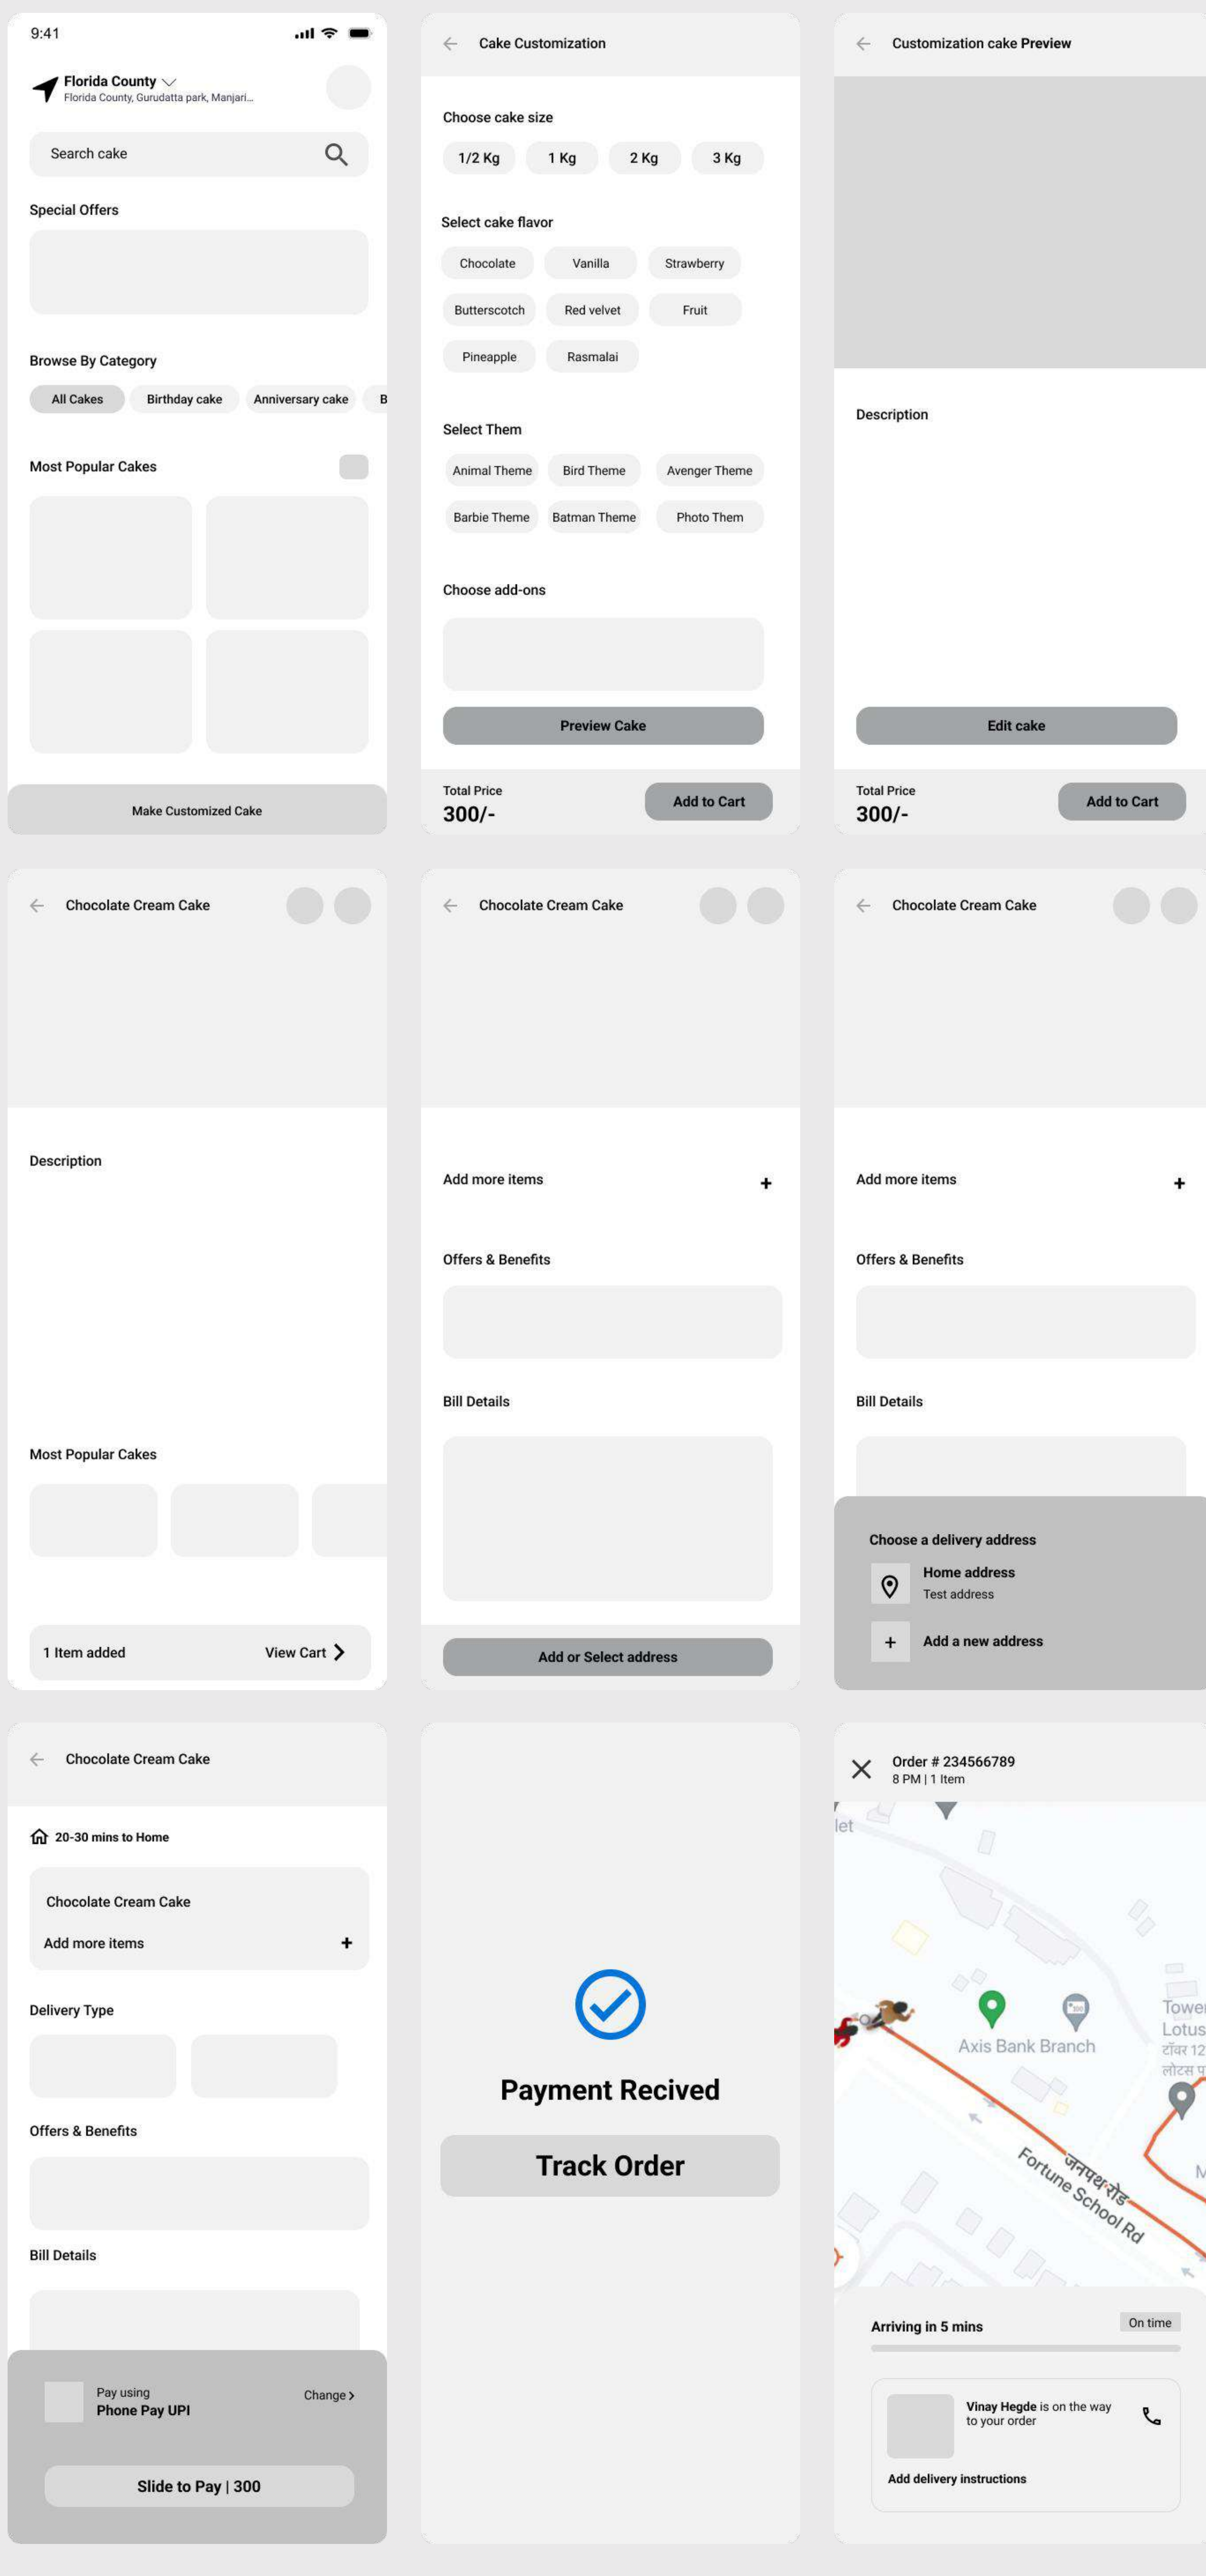 9:41
Florida County
Florida County, Gurudatta park, Manjari...
Search cake
Special Offers
Browse By Category
All Cakes
Birthday cake
Anniversary cake
B
Most Popular Cakes
Make Customized Cake
Cake Customization
Choose cake size
1/2 Kg
1 Kg
2 Kg
3 Kg
Select cake flavor
Chocolate
Vanilla
Strawberry
Butterscotch
Red velvet
Fruit
Pineapple
Rasmalai
Select Them
Animal Theme
Bird Theme
Avenger Theme
Barbie Theme
Batman Theme
Photo Them
Choose add-ons
Preview Cake
Total Price
300/-
Add to Cart
Customization cake Preview
Description
Edit cake
Total Price
300/-
Add to Cart
Chocolate Cream Cake
Description
Most Popular Cakes
1 Item added
View Cart
Chocolate Cream Cake
Add more items
+
Offers & Benefits
Bill Details
Add or Select address
Chocolate Cream Cake
Add more items
+
Offers & Benefits
Bill Details
Choose a delivery address
Home address
Test address
+
Add a new address
Chocolate Cream Cake
20-30 mins to Home
Chocolate Cream Cake
Add more items
+
Delivery Type
Offers & Benefits
Bill Details
Pay using
Phone Pay UPI
Change >
Slide to Pay | 300
Payment Recived
Track Order
Order # 234566789
8 PM | 1 Item
let
Axis Bank Branch
Tower
Lotus
टॉवर 12
लोटस
M
जनपथ रोड
Fortune School Rd
Arriving in 5 mins
On time
Vinay Hegde is on the way
to your order
Add delivery instructions